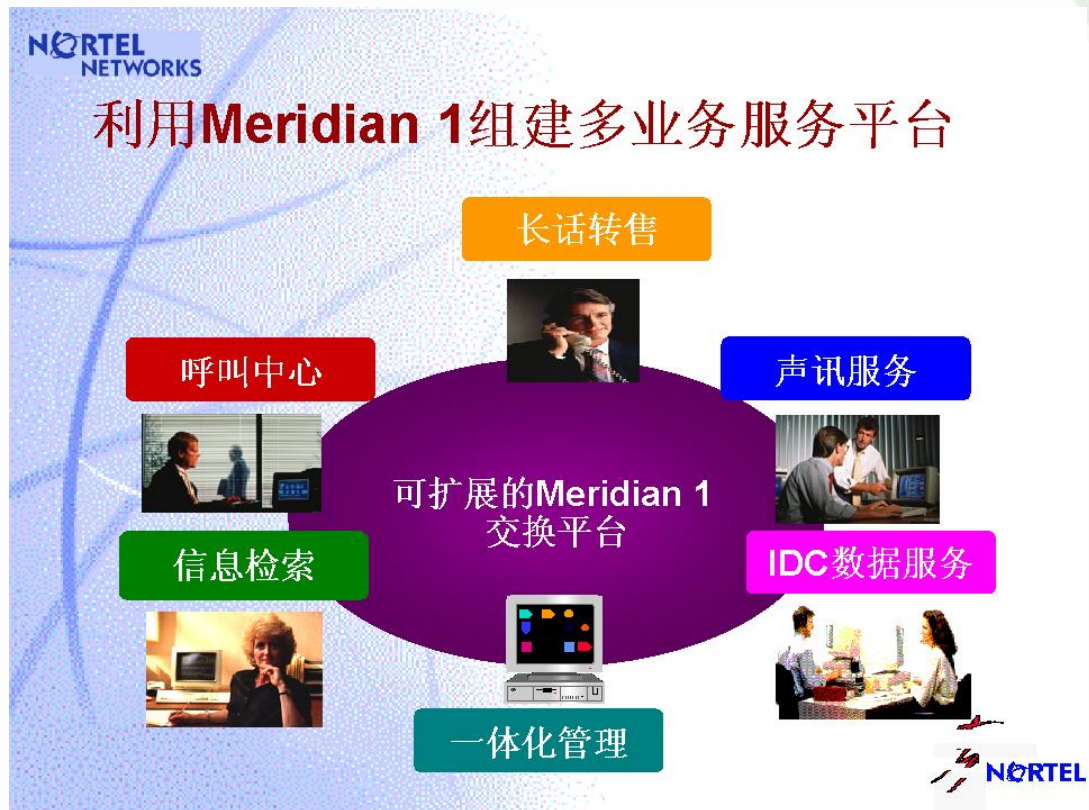 NORTEL
NETWORKS
利用Meridian 1组建多业务服务平台
长话转售
呼叫中心
声讯服务
可扩展的Meridian 1
交换平台
信息检索
IDC数据服务
一体化管理
NORTEL